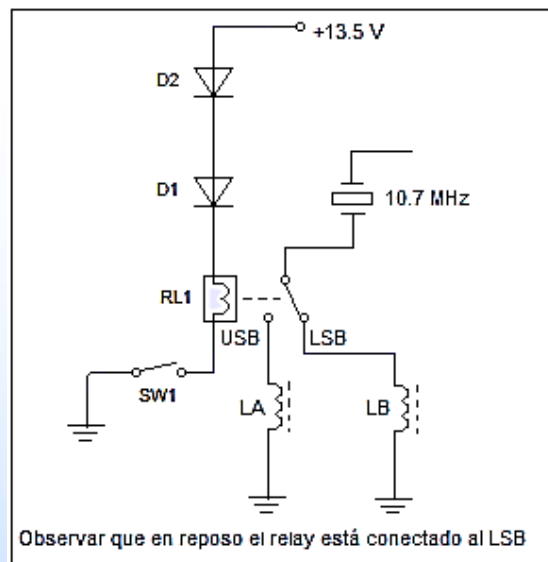 +13.5 V
D2
D1
10.7 MHz
RL1
USB
LSB
SW1
LA
LB
Observar que en reposo el relay está conectado al LSB